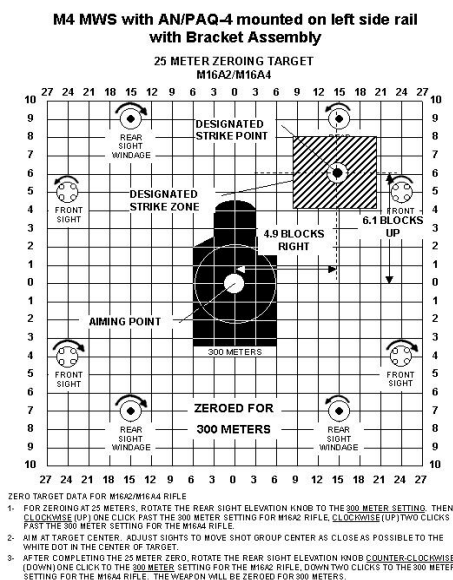 M4 MWS with AN/PAQ-4 mounted on left side rail
with Bracket Assembly
25 METER ZEROING TARGET
M16A2/M16A4
27 24 21 18 15 12 9 6 3 0 3 6 9 12 15 18 21 24 27
10 10
9 9
8 8
7 7
6 6
5 5
4 4
3
2 2
1 1
0 0
1 1
2 2
3 3
4 4
5 5
6 6
7 7
8 8
9 9
10 10
REAR
SIGHT
WINDAGE
DESIGNATED
STRIKE POINT
DESIGNATED
STRIKE ZONE
FRONT
SIGHT
FRONT
SIGHT
6.1 BLOCKS
UP
4.9 BLOCKS
RIGHT
AIMING POINT
300 METERS
FRONT
SIGHT
FRONT
SIGHT
REAR
SIGHT
WINDAGE
ZEROED FOR
300 METERS
REAR
SIGHT
WINDAGE
27 24 21 18 15 12 9 6 3 0 3 6 9 12 15 18 21 24 27
ZERO TARGET DATA FOR M16A2/M16A4 RIFLE
1- FOR ZEROING AT 25 METERS, ROTATE THE REAR SIGHT ELEVATION KNOB TO THE 300 METER SETTING. THEN
CLOCKWISE (UP) ONE CLICK PAST THE 300 METER SETTING FOR M16A2 RIFLE, CLOCKWISE (UP) TWO CLICKS
PAST THE 300 METER SETTING FOR THE M16A4 RIFLE.
2- AIM AT TARGET CENTER. ADJUST SIGHTS TO MOVE SHOT GROUP CENTER AS CLOSE AS POSSIBLE TO THE
WHITE DOT IN THE CENTER OF TARGET.
3- AFTER COMPLETING THE 25 METER ZERO, ROTATE THE REAR SIGHT ELEVATION KNOB COUNTER-CLOCKWISE
(DOWN) ONE CLICK TO THE 300 METER SETTING FOR THE M16A2 RIFLE, DOWN TWO CLICKS TO THE 300 METER
SETTING FOR THE M16A4 RIFLE. THE WEAPON WILL BE ZEROED FOR 300 METERS.